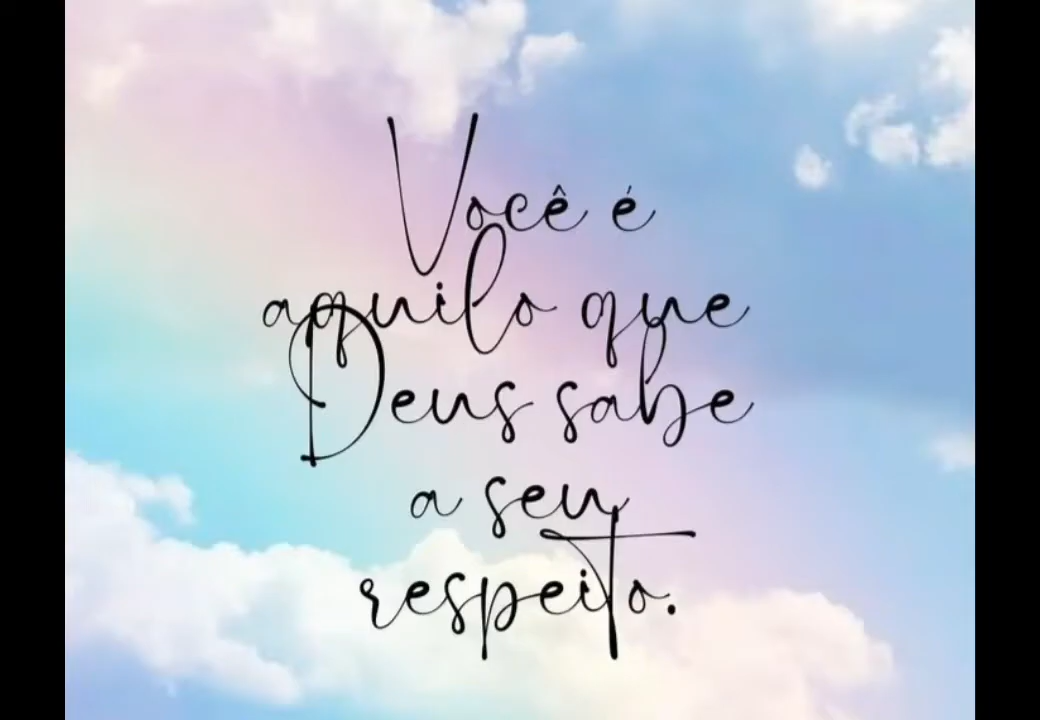 Você é
aquilo que
Deus sabe
a seu
respeito.